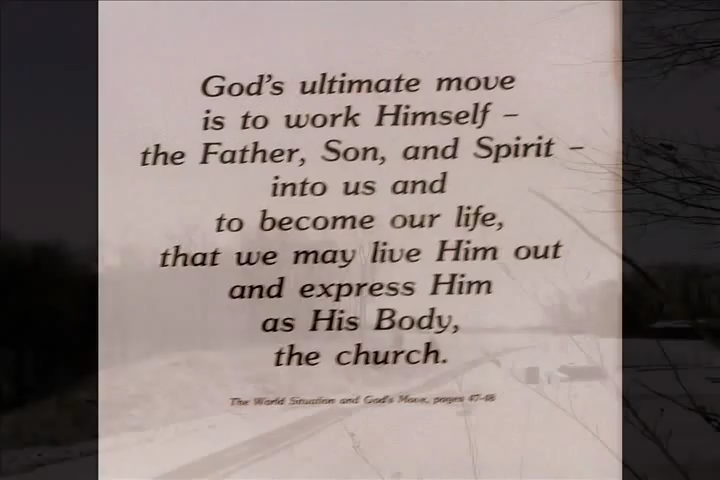 God's ultimate move
is to work Himself –
the Father, Son, and Spirit –
into us and
to become our life,
that we may live Him out
and express Him
as His Body,
the church.
The World Situation and God's Move, pages 47-48